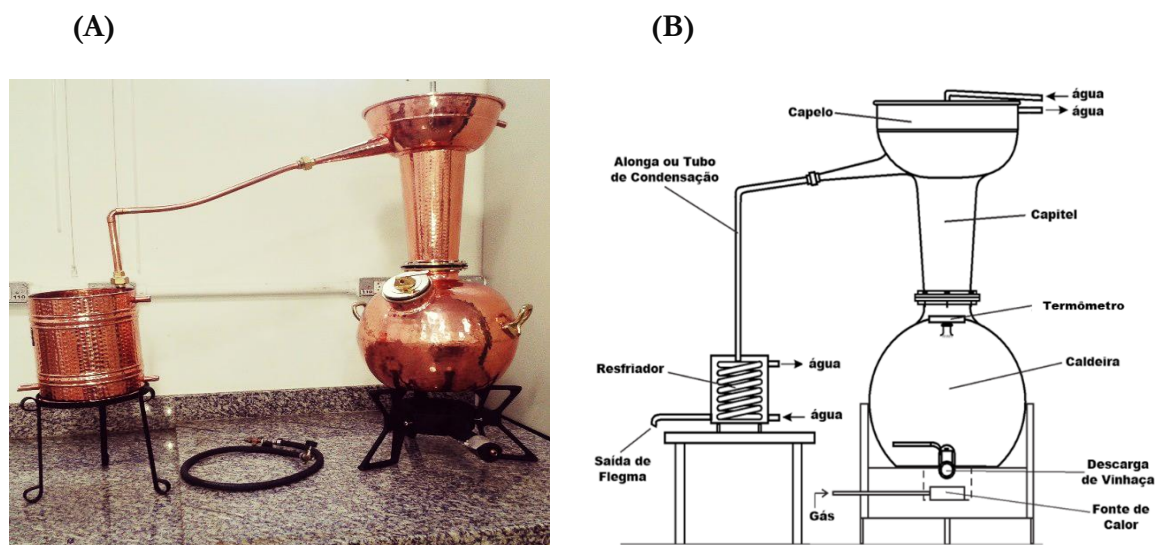 (A)
(B)
água
água
Capelo
Alonga ou Tubo
de Condensação
Capitel
Termômetro
Resfriador
água
Caldeira
água
Saída de
Flegma
Descarga
de Vinhaça
Gás
Fonte de
Calor